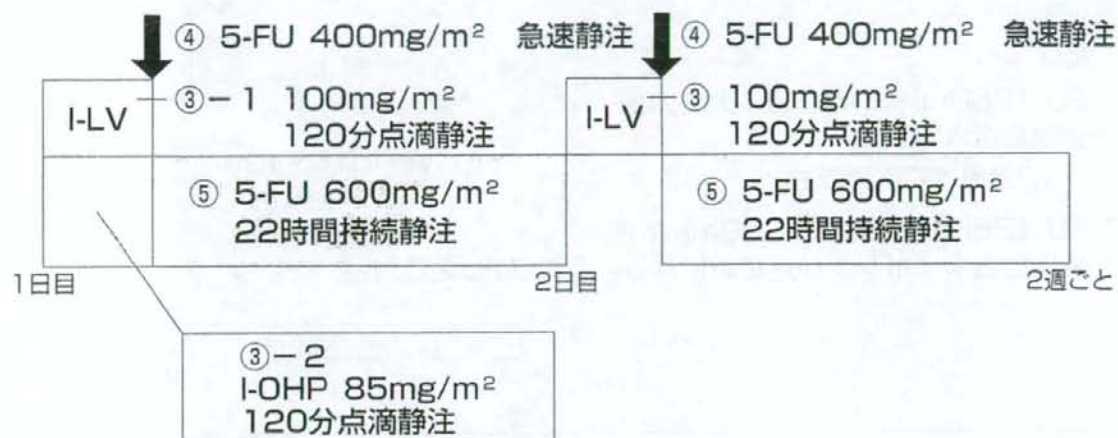 ④ 5-FU 400mg/m² 急速静注
④ 5-FU 400mg/m² 急速静注
I-LV
③−1 100mg/m²
120分点滴静注
I-LV
③ 100mg/m²
120分点滴静注
⑤ 5-FU 600mg/m²
22時間持続静注
⑤ 5-FU 600mg/m²
22時間持続静注
1日目
2日目
2週ごと
③−2
I-OHP 85mg/m²
120分点滴静注